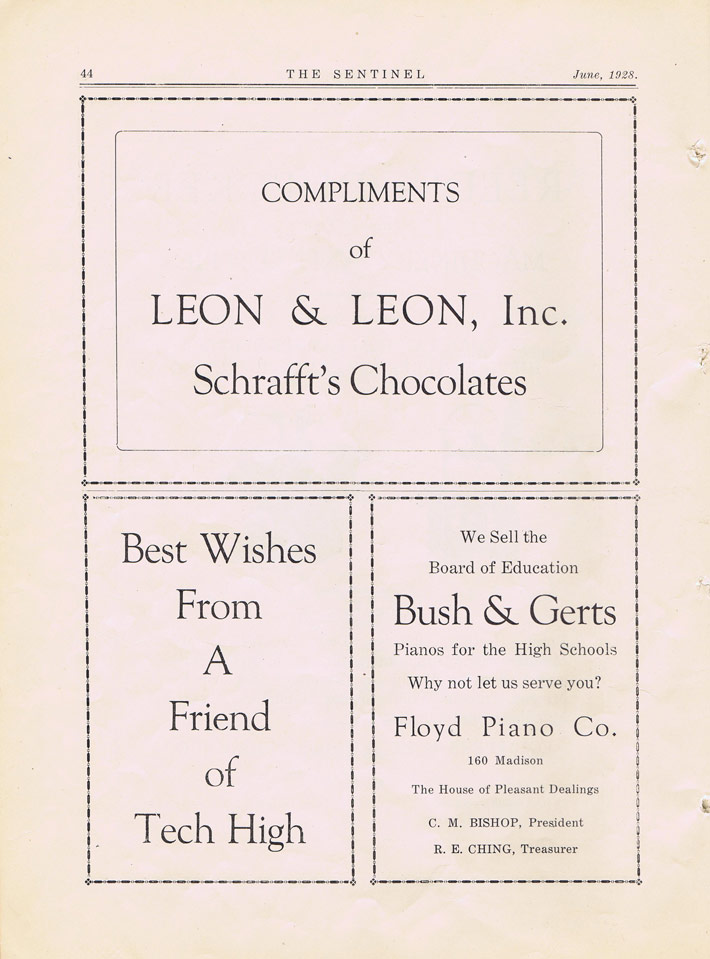 44
THE SENTINEL
June, 1928.
COMPLIMENTS
of
LEON & LEON, Inc.
Schrafft's Chocolates
Best Wishes
From
A
Friend
of
Tech High
We Sell the
Board of Education
Bush & Gerts
Pianos for the High Schools
Why not let us serve you?
Floyd Piano Co.
160 Madison
The House of Pleasant Dealings
C. M. BISHOP, President
R. E. CHING, Treasurer